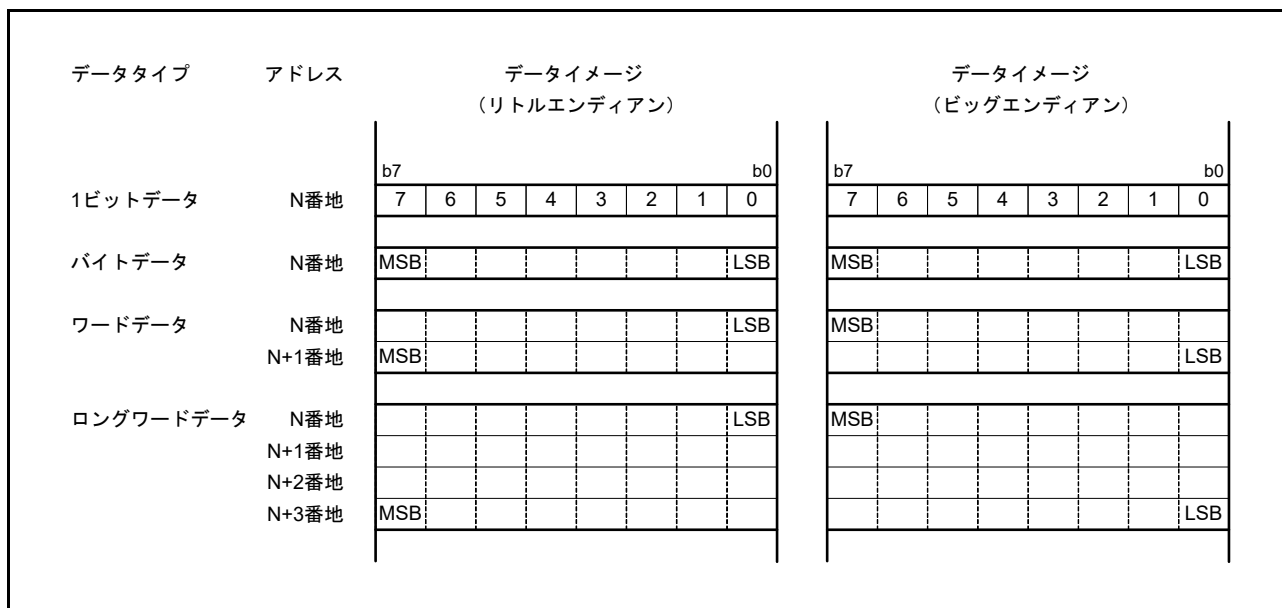 データタイプ アドレス データイメージ データイメージ
（リトルエンディアン） （ビッグエンディアン）
b7 b0 b7 b0
1ビットデータ N番地 7 6 5 4 3 2 1 0 7 6 5 4 3 2 1 0
バイトデータ N番地 MSB LSB MSB LSB
ワードデータ N番地 LSB MSB
N+1番地 MSB LSB
ロングワードデータ N番地 LSB MSB
N+1番地
N+2番地
N+3番地 MSB LSB